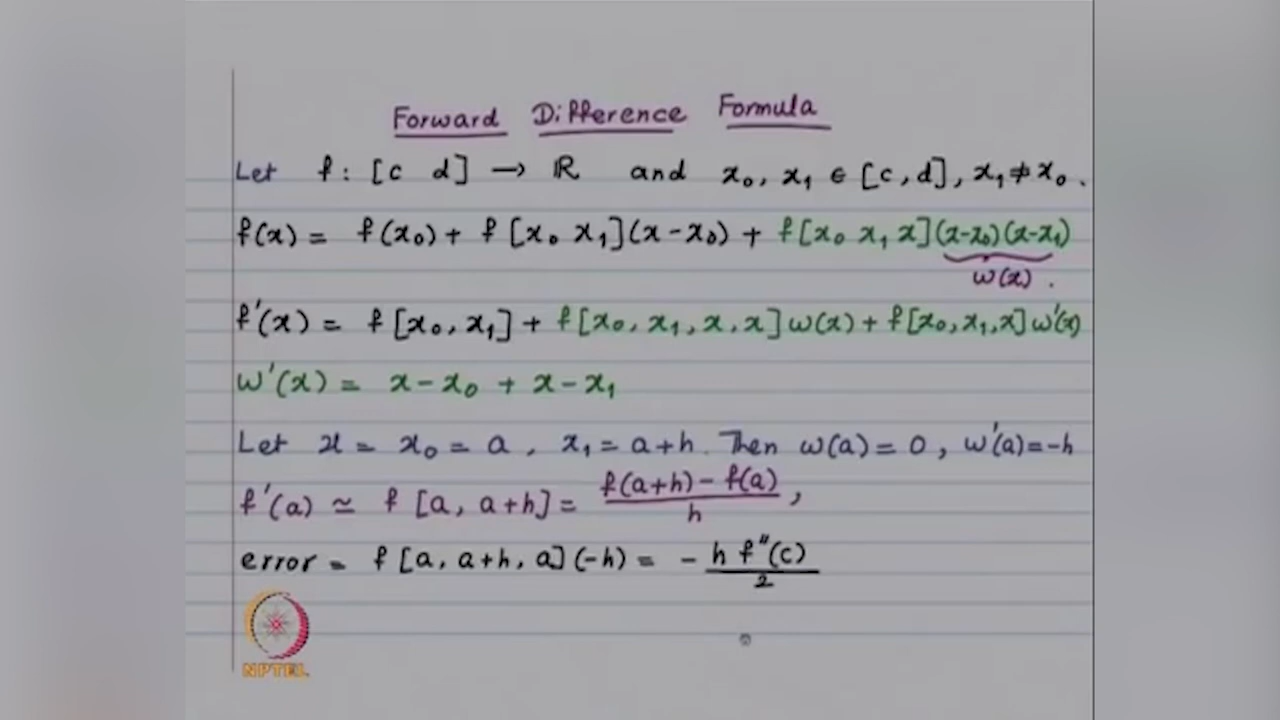 Forward Difference Formula
Let f : [c d] → ℝ and x₀, x₁ ∈ [c, d], x₁ ≠ x₀.
f(x) = f(x₀) + f [x₀ x₁](x-x₀) + f[x₀ x₁ x](x-x₀)(x-x₁)
w(x).
f'(x) = f [x₀, x₁] + f[x₀, x₁, x, x] w(x) + f[x₀, x₁, x] w'(x)
w'(x) = x - x₀ + x - x₁
Let x = x₀ = a, x₁ = a+h. Then w(a) = 0, w'(a) = -h
f'(a) ≃ f [a, a+h] = (f(a+h) - f(a))/h,
error = f [a, a+h, a] (-h) = - (h f''(c))/2
NPTEL